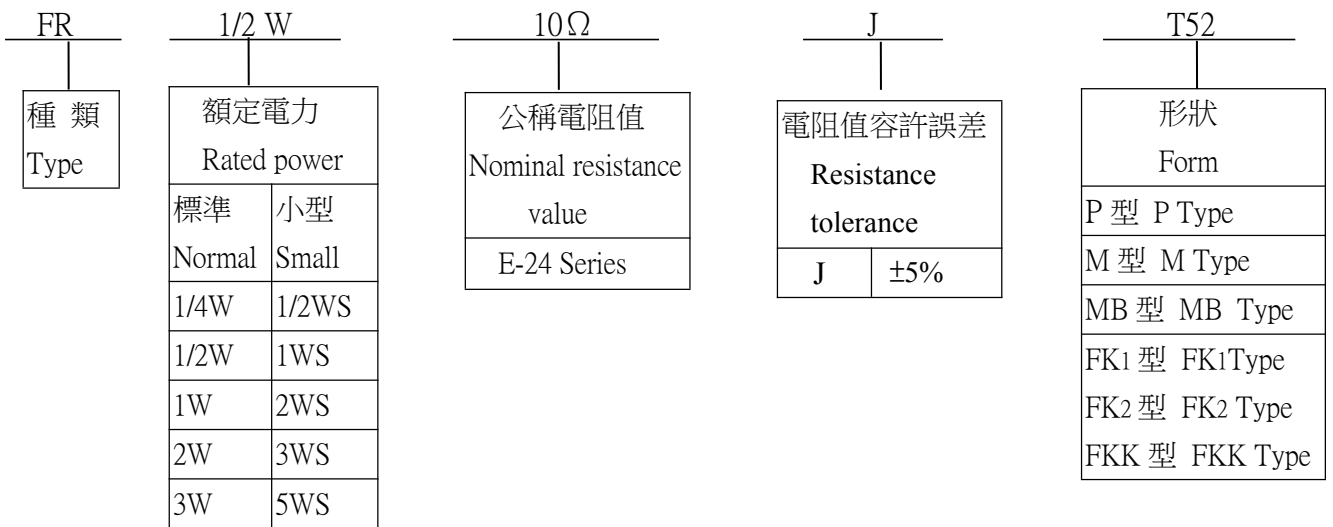 FR 1/2 W 10Ω J T52
種 類
Type
額定電力
Rated power
標準 小型
Normal Small
1/4W 1/2WS
1/2W 1WS
1W 2WS
2W 3WS
3W 5WS
公稱電阻值
Nominal resistance
value
E-24 Series
電阻值容許誤差
Resistance
tolerance
J ±5%
形狀
Form
P 型 P Type
M 型 M Type
MB 型 MB Type
FK1 型 FK1Type
FK2 型 FK2 Type
FKK 型 FKK Type